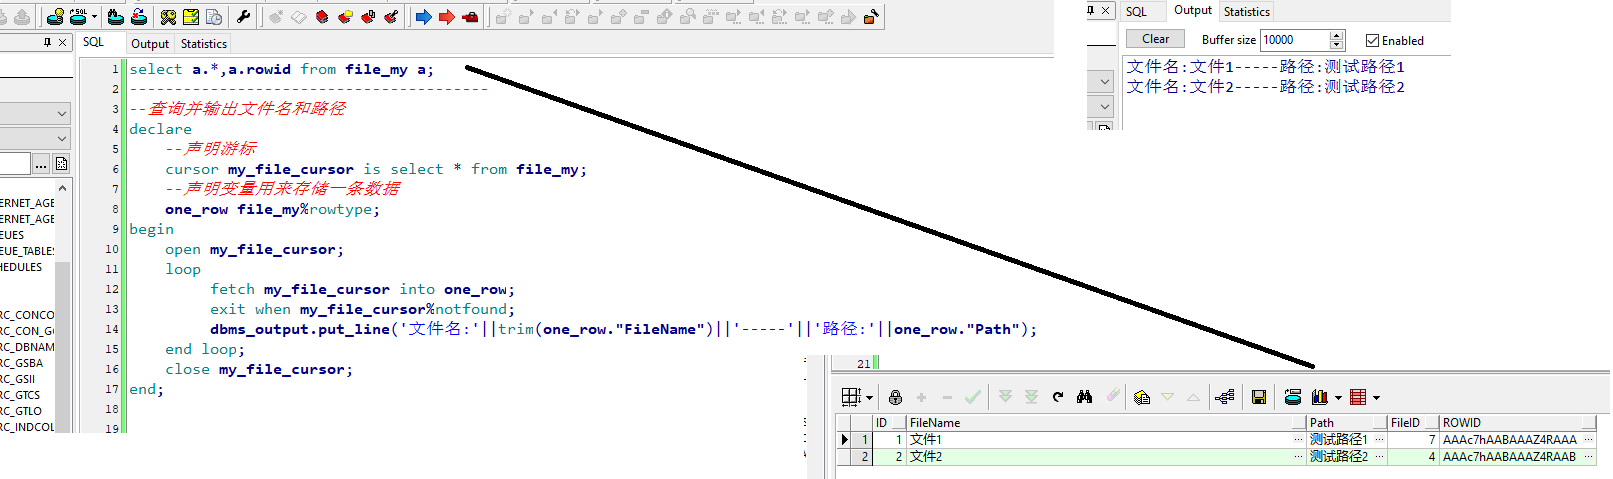 SQL Output Statistics
1 select a.*,a.rowid from file_my a;
2 ----------------------------------------
3 --查询并输出文件名和路径
4 declare
5 --声明游标
6 cursor my_file_cursor is select * from file_my;
7 --声明变量用来存储一条数据
8 one_row file_my%rowtype;
9 begin
10 open my_file_cursor;
11 loop
12 fetch my_file_cursor into one_row;
13 exit when my_file_cursor%notfound;
14 dbms_output.put_line('文件名:'||trim(one_row."FileName")||'-----'||'路径:'||one_row."Path");
15 end loop;
16 close my_file_cursor;
17 end;
18
19
ERNET_AGE
ERNET_AGE
EUES
EUE_TABLES
HEDULES
RC_CONCO
RC_CON_GC
RC_DBNAM
RC_GSBA
RC_GSII
RC_GTCS
RC_GTLO
RC_INDCOL
SQL Output Statistics
Clear Buffer size 10000 Enabled
文件名:文件1-----路径:测试路径1
文件名:文件2-----路径:测试路径2
21
ID FileName Path FileID ROWID
1 1 文件1 ... 测试路径1 ... 7 AAAc7hAABAAAZ4RAAA ...
2 2 文件2 ... 测试路径2 ... 4 AAAc7hAABAAAZ4RAAB ...